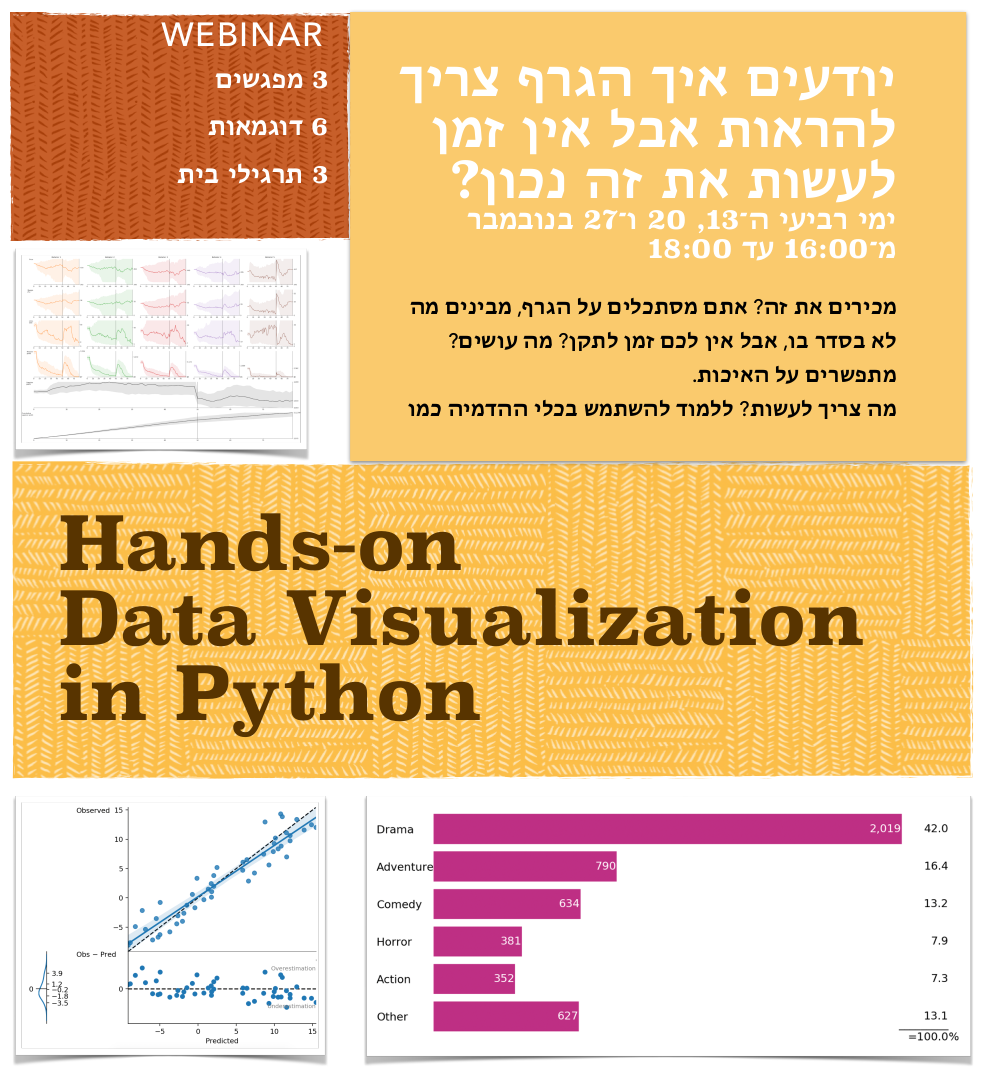 WEBINAR
3 מפגשים
6 דוגמאות
3 תרגילי בית
יודעים איך הגרף צריך
להראות אבל אין זמן
לעשות את זה נכון?
ימי רביעי ה־13, 20 ו־27 בנובמבר
מ־16:00 עד 18:00
מכירים את זה? אתם מסתכלים על הגרף, מבינים מה
לא בסדר בו, אבל אין לכם זמן לתקן? מה עושים?
מתפשרים על האיכות.
מה צריך לעשות? ללמוד להשתמש בכלי ההדמיה כמו
Hands-on
Data Visualization
in Python
Observed 15
10
5
0
−5
Obs − Pred
Overestimation
3.9
1.2
0
−0.2
−1.8
−3.5
0
Underestimation
−5 0 5 10 15
Predicted
Drama 2,019 42.0
Adventure 790 16.4
Comedy 634 13.2
Horror 381 7.9
Action 352 7.3
Other 627 13.1
=100.0%